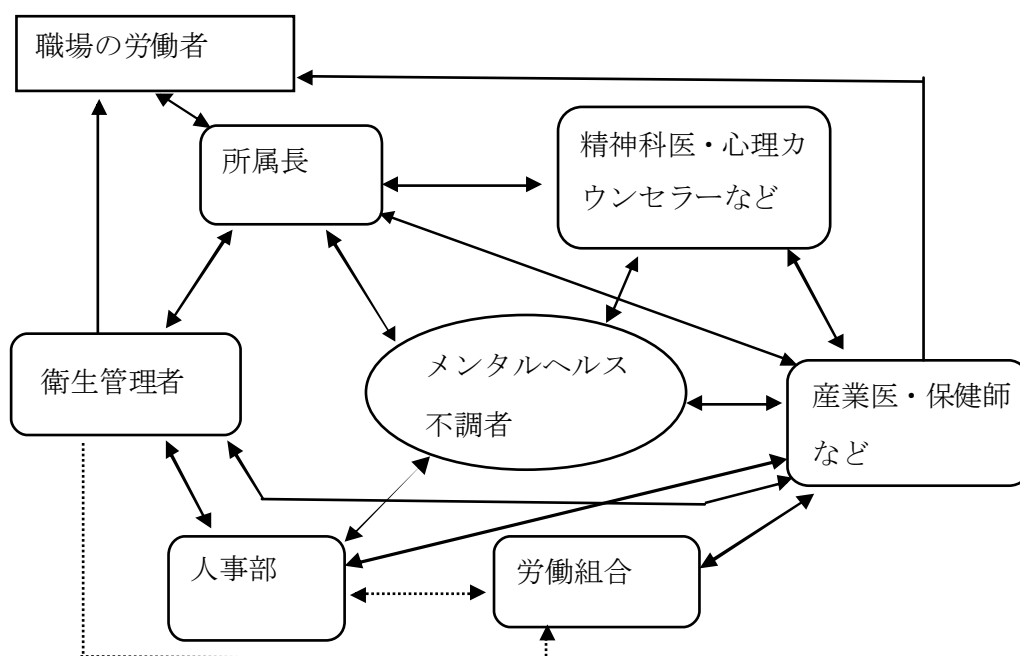 職場の労働者
所属長
精神科医・心理カ
ウンセラーなど
衛生管理者
メンタルヘルス
不調者
産業医・保健師
など
人事部
労働組合